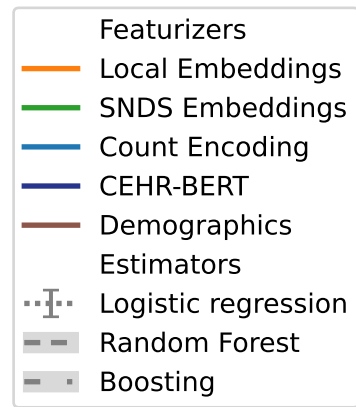 Featurizers
Local Embeddings
SNDS Embeddings
Count Encoding
CEHR-BERT
Demographics
Estimators
Logistic regression
Random Forest
Boosting